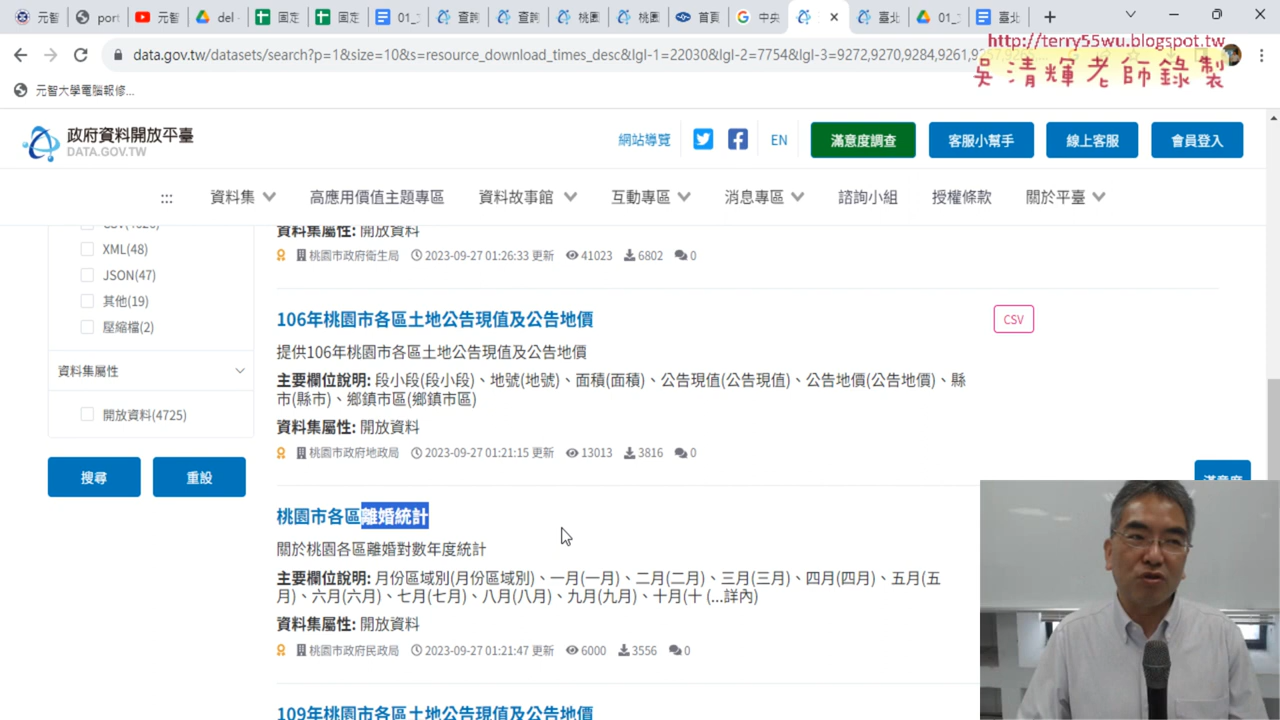 元智
port
元智
del
固定
固定
01_
查詢
查詢
桃園
桃園
首頁
中央
臺北
01_
臺北
data.gov.tw/datasets/search?p=1&size=10&s=resource_download_times_desc&lgl-1=22030&lgl-2=7754&lgl-3=9272,9270,9284,9261,9
http://terry55wu.blogspot.tw
吳清輝老師錄製
元智大學電腦報修...
政府資料開放平臺
DATA.GOV.TW
網站導覽
EN
滿意度調查
客服小幫手
線上客服
會員登入
:::
資料集
高應用價值主題專區
資料故事館
互動專區
消息專區
諮詢小組
授權條款
關於平臺
XML(48)
JSON(47)
其他(19)
壓縮檔(2)
資料集屬性
開放資料(4725)
搜尋
重設
資料集屬性: 開放資料
桃園市政府衛生局 2023-09-27 01:26:33 更新 41023 6802 0
106年桃園市各區土地公告現值及公告地價
CSV
提供106年桃園市各區土地公告現值及公告地價
主要欄位說明: 段小段(段小段)、地號(地號)、面積(面積)、公告現值(公告現值)、公告地價(公告地價)、縣
市(縣市)、鄉鎮市區(鄉鎮市區)
資料集屬性: 開放資料
桃園市政府地政局 2023-09-27 01:21:15 更新 13013 3816 0
滿意度
桃園市各區離婚統計
關於桃園各區離婚對數年度統計
主要欄位說明: 月份區域別(月份區域別)、一月(一月)、二月(二月)、三月(三月)、四月(四月)、五月(五
月)、六月(六月)、七月(七月)、八月(八月)、九月(九月)、十月(十 (...詳內)
資料集屬性: 開放資料
桃園市政府民政局 2023-09-27 01:21:47 更新 6000 3556 0
109年桃園市各區土地公告現值及公告地價